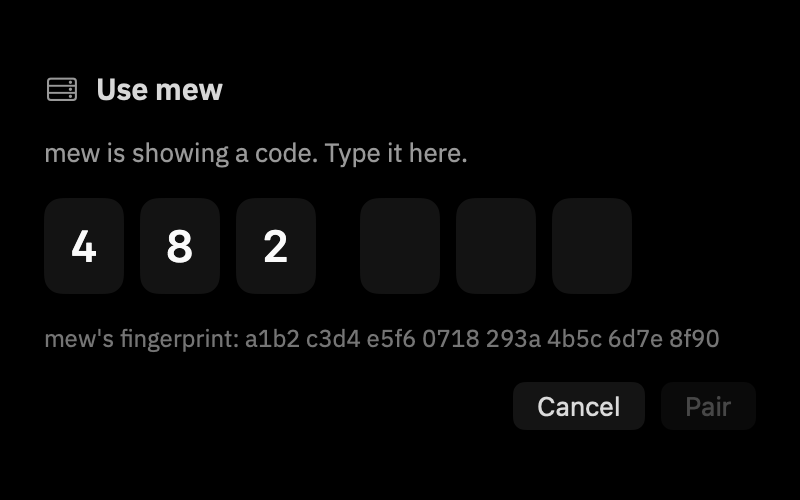 Use mew
mew is showing a code. Type it here.
4 8 2
mew's fingerprint: a1b2 c3d4 e5f6 0718 293a 4b5c 6d7e 8f90
Cancel Pair